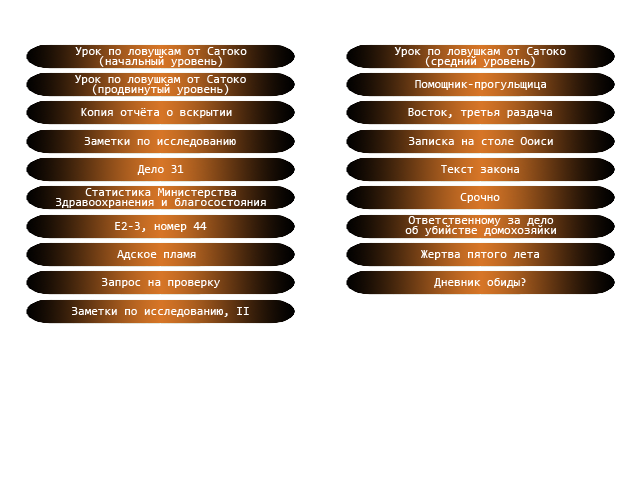 Урок по ловушкам от Сатоко
(начальный уровень)
Урок по ловушкам от Сатоко
(средний уровень)
Урок по ловушкам от Сатоко
(продвинутый уровень)
Помощник-прогульщица
Копия отчёта о вскрытии
Восток, третья раздача
Заметки по исследованию
Записка на столе Ооиси
Дело 31
Текст закона
Статистика Министерства
Здравоохранения и благосостояния
Срочно
Е2-3, номер 44
Ответственному за дело
об убийстве домохозяйки
Адское пламя
Жертва пятого лета
Запрос на проверку
Дневник обиды?
Заметки по исследованию, II